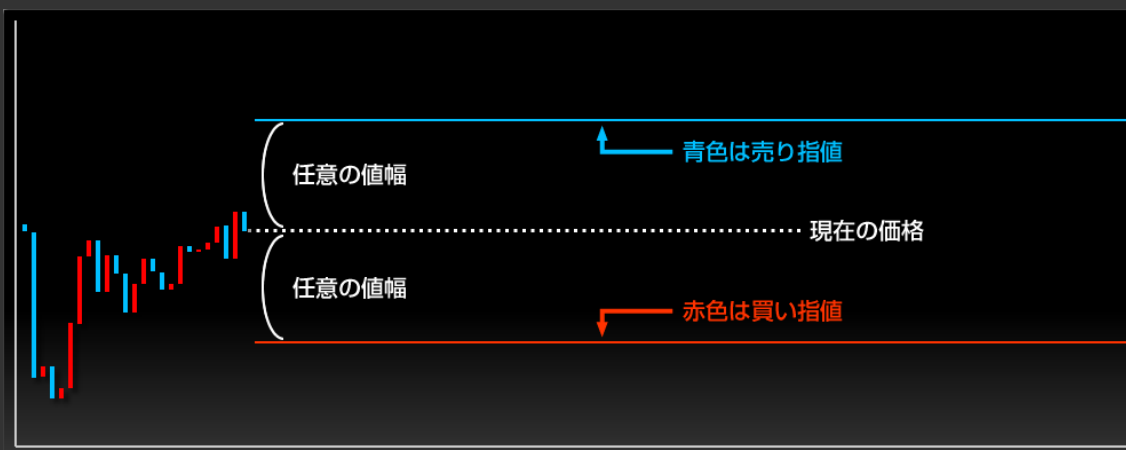 青色は売り指値
任意の値幅
現在の価格
任意の値幅
赤色は買い指値